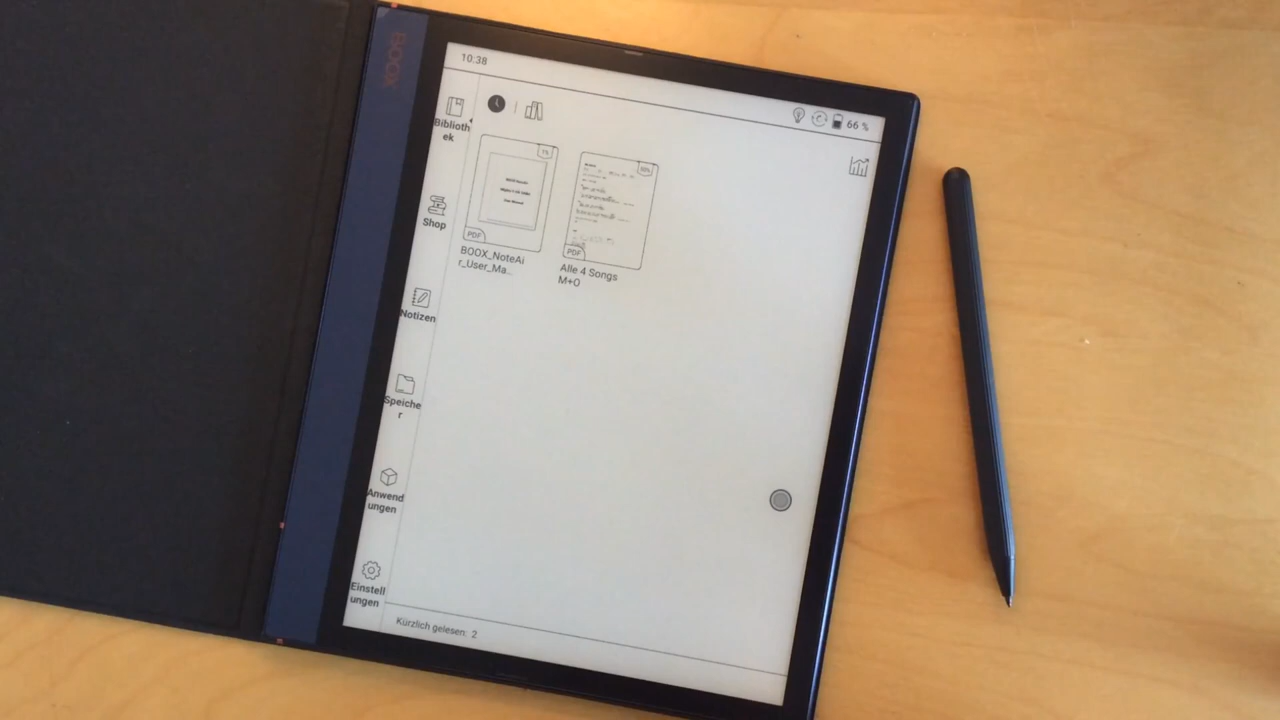 BOOX
10:38
66 %
Biblioth
ek
Shop
Notizen
Speiche
r
Anwend
ungen
Einstell
ungen
PDF
BOOX_NoteAi
r_User_Ma...
PDF
Alle 4 Songs
M+O
Kürzlich gelesen: 2